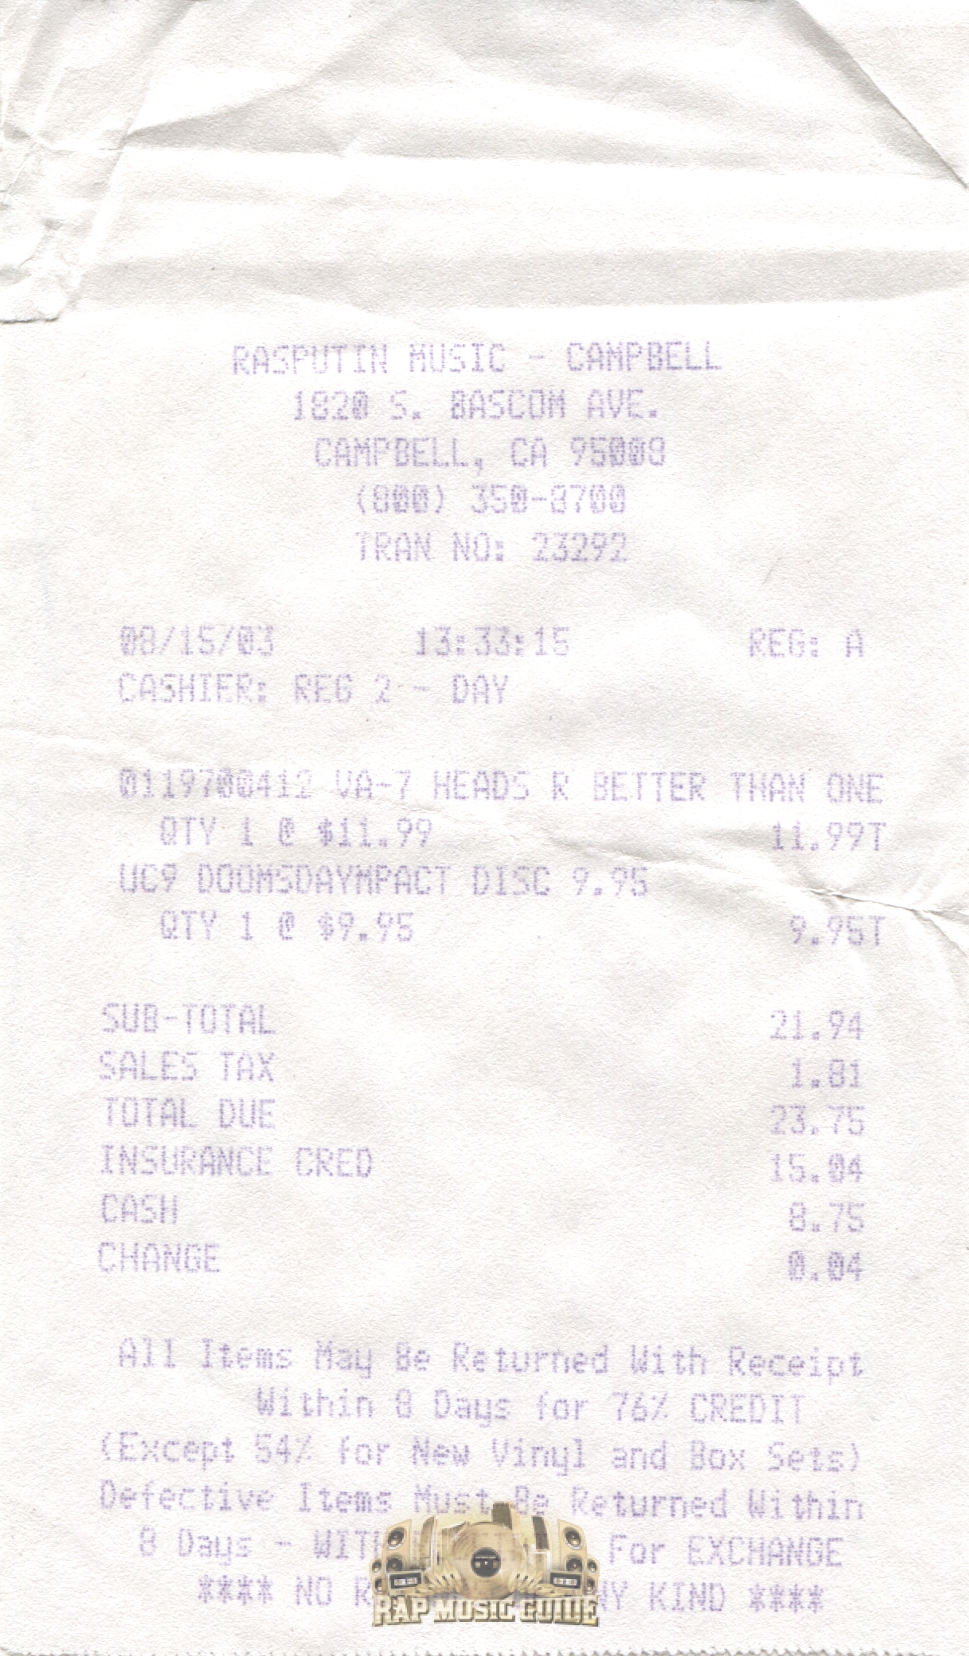 RASPUTIN MUSIC - CAMPBELL
1820 S. BASCOM AVE.
CAMPBELL, CA 95008
(800) 350-8700
TRAN NO: 23292
08/15/03 13:33:15 REG: A
CASHIER: REG 2 - DAY
0119700412 VA-7 HEADS R BETTER THAN ONE
QTY 1 @ $11.99 11.99T
UC9 DOOMSDAYMPACT DISC 9.95
QTY 1 @ $9.95 9.95T
SUB-TOTAL 21.94
SALES TAX 1.81
TOTAL DUE 23.75
INSURANCE CRED 15.04
CASH 8.75
CHANGE 0.04
All Items May Be Returned With Receipt
Within 8 Days for 76% CREDIT
(Except 54% for New Vinyl and Box Sets)
Defective Items Must Be Returned Within
8 Days - For EXCHANGE
**** NO KIND ****
RAP MUSIC GUIDE